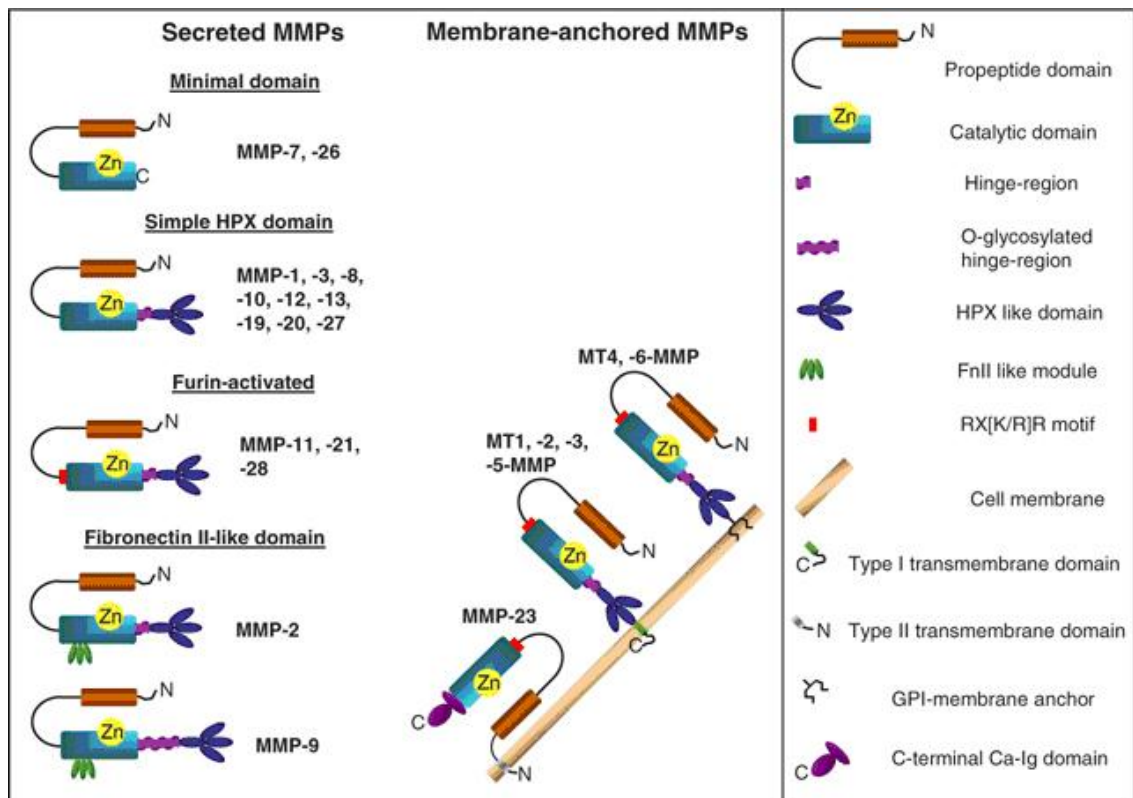 Secreted MMPs
Minimal domain
N
Zn
C
MMP-7, -26
Simple HPX domain
N
Zn
MMP-1, -3, -8,
-10, -12, -13,
-19, -20, -27
Furin-activated
N
Zn
MMP-11, -21,
-28
Fibronectin II-like domain
N
Zn
MMP-2
N
Zn
MMP-9
Membrane-anchored MMPs
MT4, -6-MMP
N
Zn
MT1, -2, -3,
-5-MMP
N
Zn
C
MMP-23
Zn
C
N
N
Propeptide domain
Zn
Catalytic domain
Hinge-region
O-glycosylated
hinge-region
HPX like domain
FnII like module
RX[K/R]R motif
Cell membrane
C
Type I transmembrane domain
N
Type II transmembrane domain
GPI-membrane anchor
C
C-terminal Ca-Ig domain